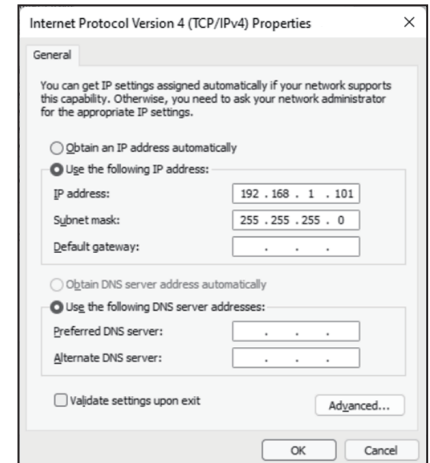 Internet Protocol Version 4 (TCP/IPv4) Properties
General
You can get IP settings assigned automatically if your network supports
this capability. Otherwise, you need to ask your network administrator
for the appropriate IP settings.
Obtain an IP address automatically
Use the following IP address:
IP address: 192 . 168 . 1 . 101
Subnet mask: 255 . 255 . 255 . 0
Default gateway: . . .
Obtain DNS server address automatically
Use the following DNS server addresses:
Preferred DNS server: . . .
Alternate DNS server: . . .
Validate settings upon exit
Advanced...
OK Cancel